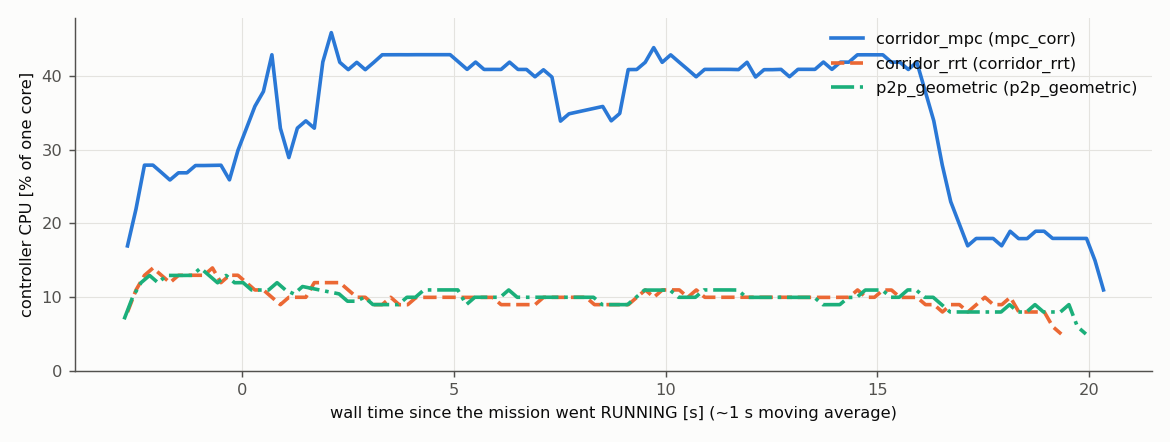 corridor_mpc (mpc_corr)
corridor_rrt (corridor_rrt)
p2p_geometric (p2p_geometric)
controller CPU [% of one core]
40
30
20
10
0
0 5 10 15 20
wall time since the mission went RUNNING [s] (~1 s moving average)